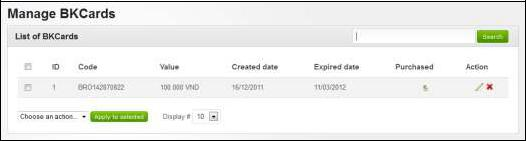 Manage BKCards
List of BKCards Search
ID Code Value Created date Expired date Purchased Action
1 BRO142870822 100.000 VND 16/12/2011 11/03/2012
Choose an action... Apply to selected Display # 10